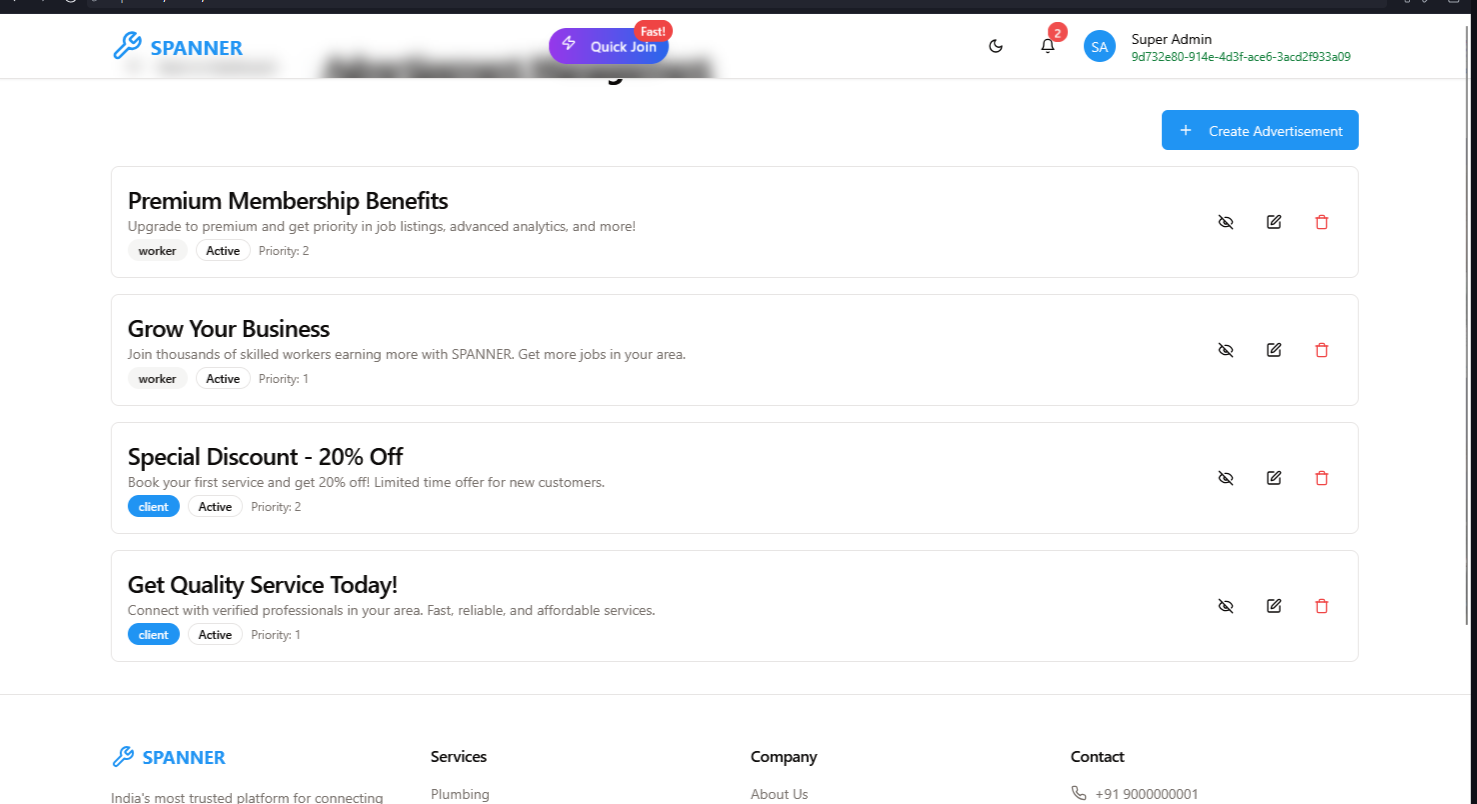 SPANNER
Quick Join
Fast!
2
SA
Super Admin
9d732e80-914e-4d3f-ace6-3acd2f933a09
Advertisement Management
+ Create Advertisement
Premium Membership Benefits
Upgrade to premium and get priority in job listings, advanced analytics, and more!
worker Active Priority: 2
Grow Your Business
Join thousands of skilled workers earning more with SPANNER. Get more jobs in your area.
worker Active Priority: 1
Special Discount - 20% Off
Book your first service and get 20% off! Limited time offer for new customers.
client Active Priority: 2
Get Quality Service Today!
Connect with verified professionals in your area. Fast, reliable, and affordable services.
client Active Priority: 1
SPANNER
Services
Company
Contact
India's most trusted platform for connecting
Plumbing
About Us
+91 9000000001